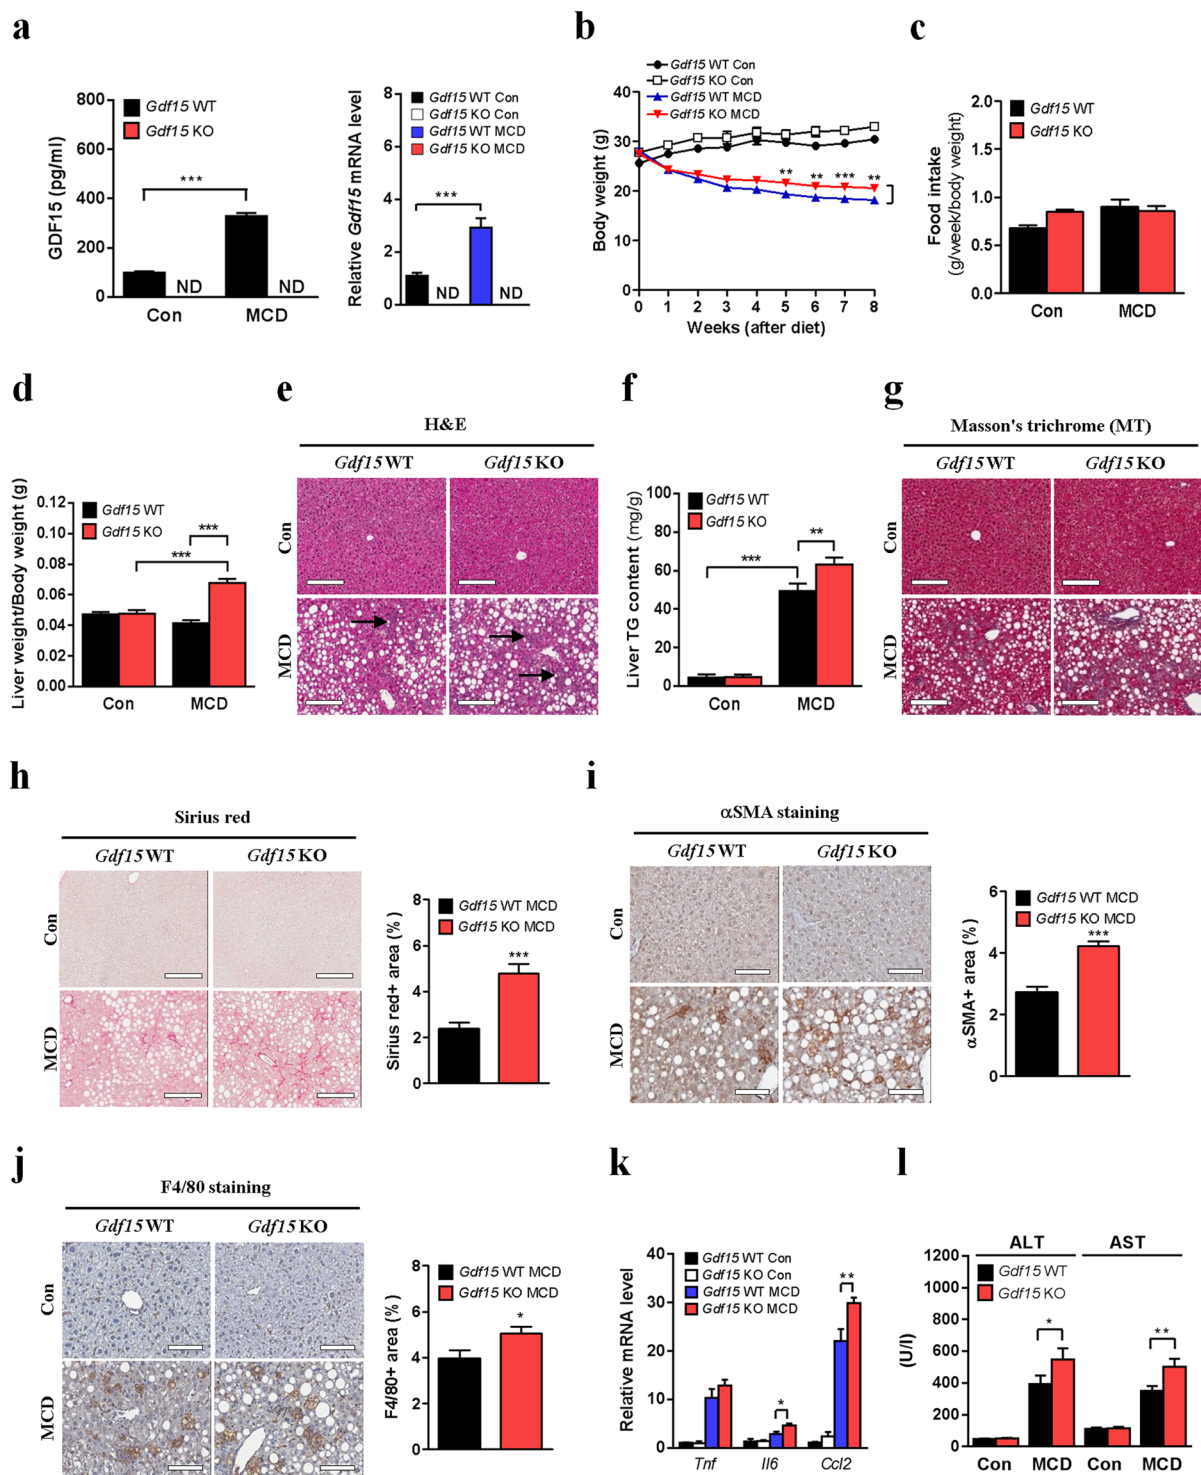 a
GDF15 (pg/ml)
800
600
400
200
0
Gdf15 WT
Gdf15 KO
***
ND
ND
Con
MCD
Relative Gdf15 mRNA level
8
6
4
2
0
Gdf15 WT Con
Gdf15 KO Con
Gdf15 WT MCD
Gdf15 KO MCD
***
ND
ND
b
Gdf15 WT Con
Gdf15 KO Con
Gdf15 WT MCD
Gdf15 KO MCD
Body weight (g)
40
30
20
10
0
** ** *** **
0 1 2 3 4 5 6 7 8
Weeks (after diet)
c
Food intake
(g/week/body weight)
2.0
1.5
1.0
0.5
0.0
Gdf15 WT
Gdf15 KO
Con
MCD
d
Liver weight/Body weight (g)
0.12
0.10
0.08
0.06
0.04
0.02
0.00
Gdf15 WT
Gdf15 KO
***
***
Con
MCD
e
H&E
Gdf15 WT
Gdf15 KO
Con
MCD
f
Liver TG content (mg/g)
100
80
60
40
20
0
Gdf15 WT
Gdf15 KO
**
***
Con
MCD
g
Masson's trichrome (MT)
Gdf15 WT
Gdf15 KO
Con
MCD
h
Sirius red
Gdf15 WT
Gdf15 KO
Con
MCD
Sirius red+ area (%)
8
6
4
2
0
Gdf15 WT MCD
Gdf15 KO MCD
***
i
αSMA staining
Gdf15 WT
Gdf15 KO
Con
MCD
αSMA+ area (%)
6
4
2
0
Gdf15 WT MCD
Gdf15 KO MCD
***
j
F4/80 staining
Gdf15 WT
Gdf15 KO
Con
MCD
F4/80+ area (%)
8
6
4
2
0
Gdf15 WT MCD
Gdf15 KO MCD
*
k
Relative mRNA level
40
30
20
10
0
Gdf15 WT Con
Gdf15 KO Con
Gdf15 WT MCD
Gdf15 KO MCD
**
*
Tnf
Il6
Ccl2
l
ALT
AST
(U/l)
1200
1000
800
600
400
200
0
Gdf15 WT
Gdf15 KO
*
**
Con
MCD
Con
MCD